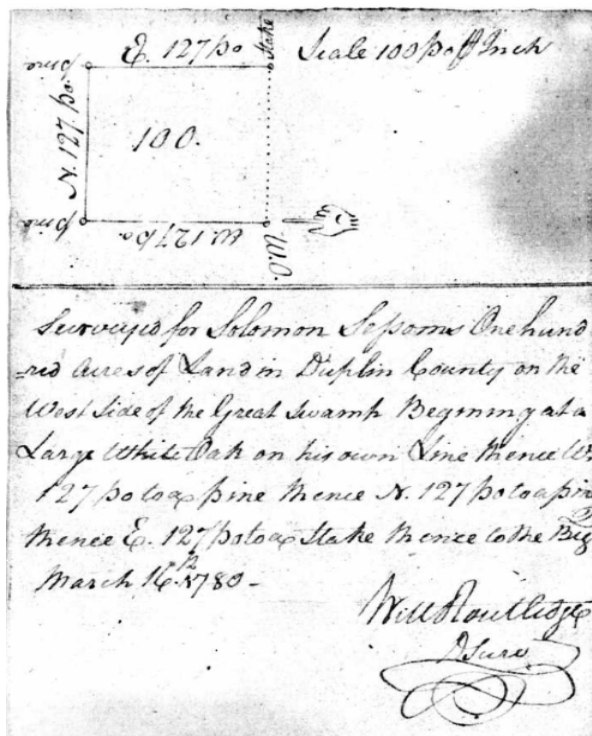 E. 127 po
Stake
Scale 100 po ℔ Inch
pine
N. 127 po.
100.
pine
W. 127 po.
W.O.
Surveyed for Solomon Sessoms One hund
=red acres of Land in Duplin County on the
West Side of the Great Swamp Begining at a
Large White Oak on his own Line thence W.
127 po to a pine thence N. 127 po to a pin
thence E. 127 po to a Stake thence to the Beg
March 16th 1780 -
Will Routledge
D Surv